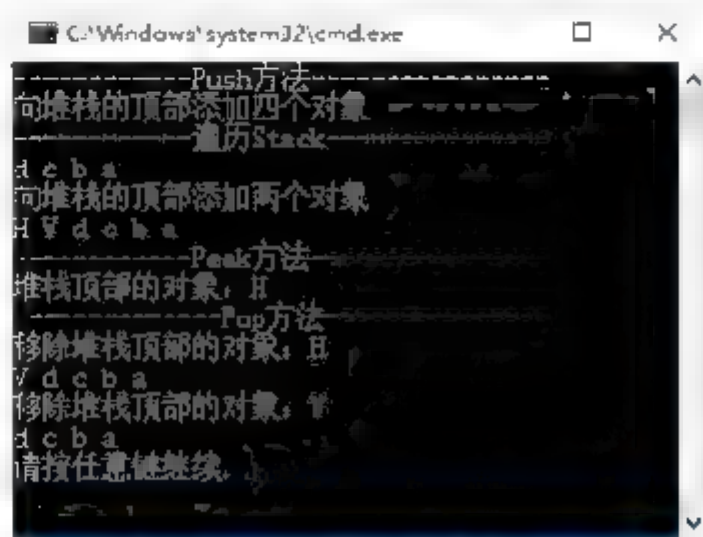 C:\Windows\system32\cmd.exe
------------Push方法------------
向堆栈的顶部添加四个对象
------------遍历Stack------------
d c b a
向堆栈的顶部添加两个对象
H V d c b a
------------Peek方法------------
堆栈顶部的对象：H
------------Pop方法------------
移除堆栈顶部的对象：H
V d c b a
移除堆栈顶部的对象：V
d c b a
请按任意键继续.